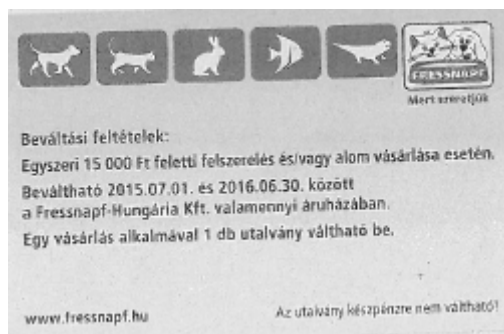 FRESSNAPF
Mert szeretjük
Beváltási feltételek:
Egyszeri 15 000 Ft feletti felszerelés és/vagy alom vásárlása esetén.
Beváltható 2015.07.01. és 2016.06.30. között
a Fressnapf-Hungária Kft. valamennyi áruházában.
Egy vásárlás alkalmával 1 db utalvány váltható be.
www.fressnapf.hu
Az utalvány készpénzre nem váltható!